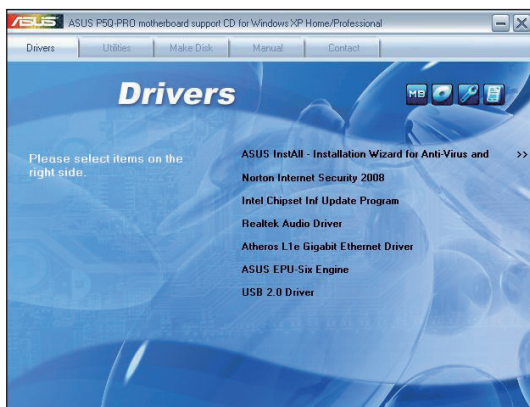 ASUS
ASUS P5Q-PRO motherboard support CD for Windows XP Home/Professional
Drivers
Utilities
Make Disk
Manual
Contact
Drivers
MB
Please select items on the
right side.
ASUS InstAll - Installation Wizard for Anti-Virus and >>
Norton Internet Security 2008
Intel Chipset Inf Update Program
Realtek Audio Driver
Atheros L1e Gigabit Ethernet Driver
ASUS EPU-Six Engine
USB 2.0 Driver